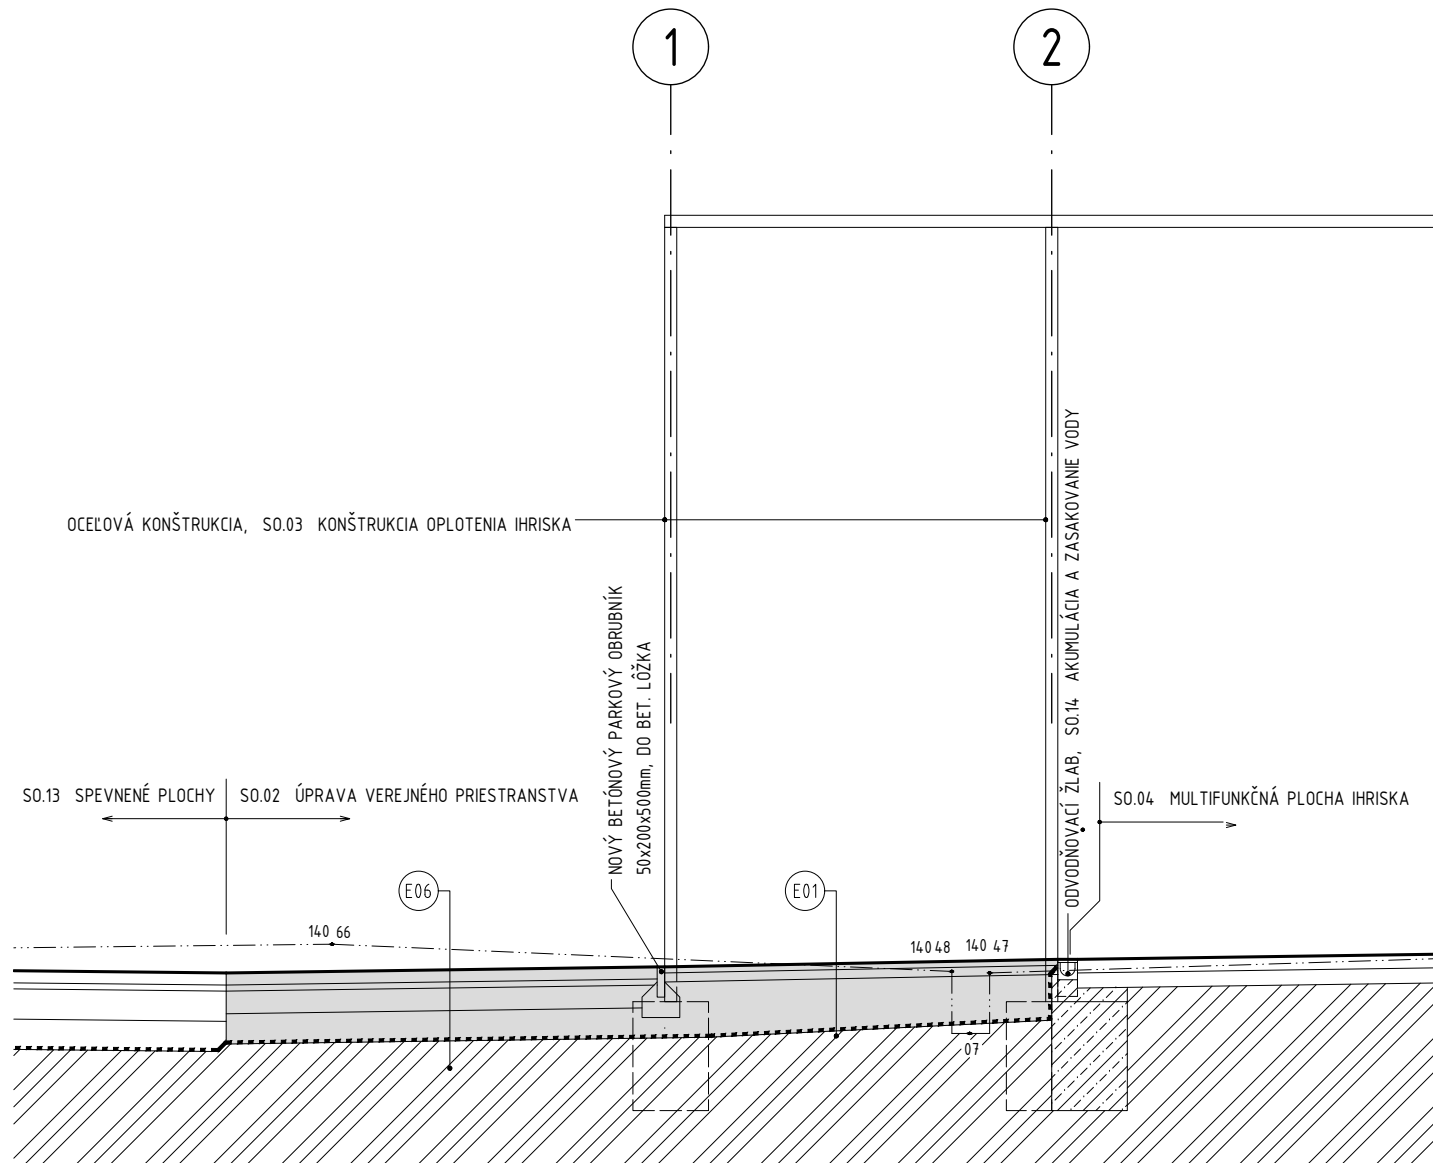 1
2
OCEĽOVÁ KONŠTRUKCIA, SO.03 KONŠTRUKCIA OPLOTENIA IHRISKA
NOVÝ BETÓNOVÝ PARKOVÝ OBRUBNÍK
50x200x500mm, DO BET. LÔŽKA
ODVODŇOVACÍ ŽLAB, SO.14 AKUMULÁCIA A ZASAKOVANIE VODY
SO.13 SPEVNENÉ PLOCHY
SO.02 ÚPRAVA VEREJNÉHO PRIESTRANSTVA
SO.04 MULTIFUNKČNÁ PLOCHA IHRISKA
E06
E01
140 66
140 48
140 47
07